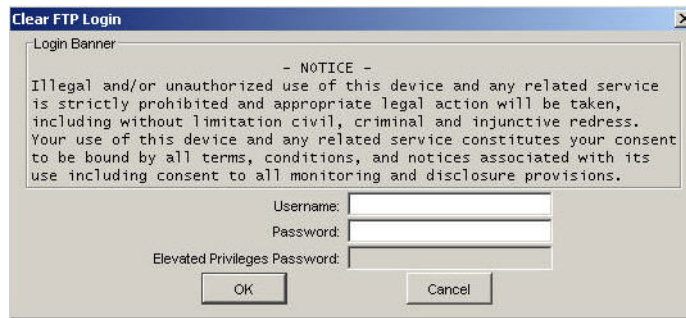 Clear FTP Login
Login Banner
- NOTICE -
Illegal and/or unauthorized use of this device and any related service
is strictly prohibited and appropriate legal action will be taken,
including without limitation civil, criminal and injunctive redress.
Your use of this device and any related service constitutes your consent
to be bound by all terms, conditions, and notices associated with its
use including consent to all monitoring and disclosure provisions.
Username:
Password:
Elevated Privileges Password:
OK
Cancel